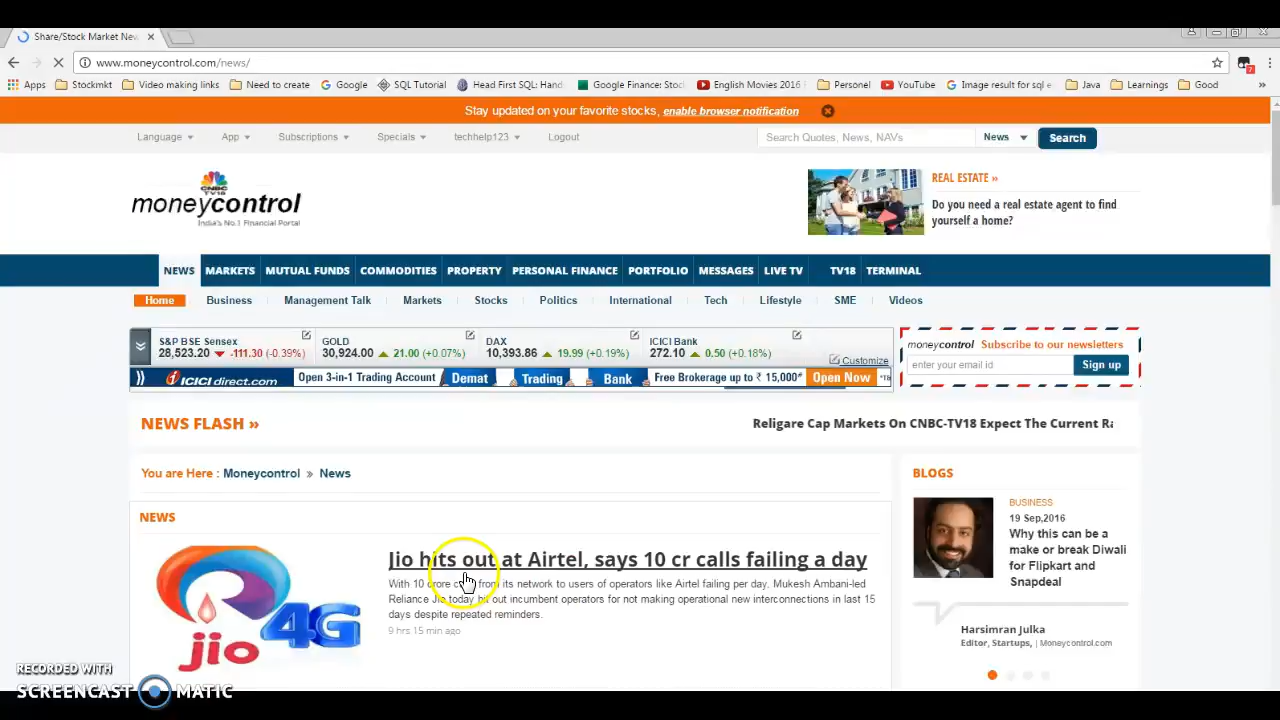 Share/Stock Market New
www.moneycontrol.com/news/
Apps Stockmkt Video making links Need to create Google SQL Tutorial Head First SQL: Hand Google Finance: Stoc English Movies 2016 Personel YouTube Image result for sql e Java Learnings Good »
Stay updated on your favorite stocks, enable browser notification
Language App Subscriptions Specials techhelp123 Logout
Search Quotes, News, NAVs News Search
CNBC
TV18
moneycontrol
India's No.1 Financial Portal
REAL ESTATE »
Do you need a real estate agent to find
yourself a home?
NEWS MARKETS MUTUAL FUNDS COMMODITIES PROPERTY PERSONAL FINANCE PORTFOLIO MESSAGES LIVE TV TV18 TERMINAL
Home Business Management Talk Markets Stocks Politics International Tech Lifestyle SME Videos
S&P BSE Sensex GOLD DAX ICICI Bank
28,523.20 -111.30 (-0.39%) 30,924.00 21.00 (+0.07%) 10,393.86 19.99 (+0.19%) 272.10 0.50 (+0.18%)
Customize
ICICI direct.com Open 3-in-1 Trading Account Demat Trading Bank Free Brokerage up to ₹ 15,000* Open Now
moneycontrol Subscribe to our newsletters
enter your email id Sign up
NEWS FLASH »
Religare Cap Markets On CNBC-TV18 Expect The Current Ra
You are Here : Moneycontrol » News
NEWS
Jio hits out at Airtel, says 10 cr calls failing a day
With 10 crore from its network to users of operators like Airtel failing per day. Mukesh Ambani-led
Reliance Jio today hit out incumbent operators for not making operational new interconnections in last 15
days despite repeated reminders.
9 hrs 15 min ago
jio 4G
BLOGS
BUSINESS
19 Sep,2016
Why this can be a
make or break Diwali
for Flipkart and
Snapdeal
Harsimran Julka
Editor, Startups, | Moneycontrol.com
RECORDED WITH
SCREENCAST MATIC
7